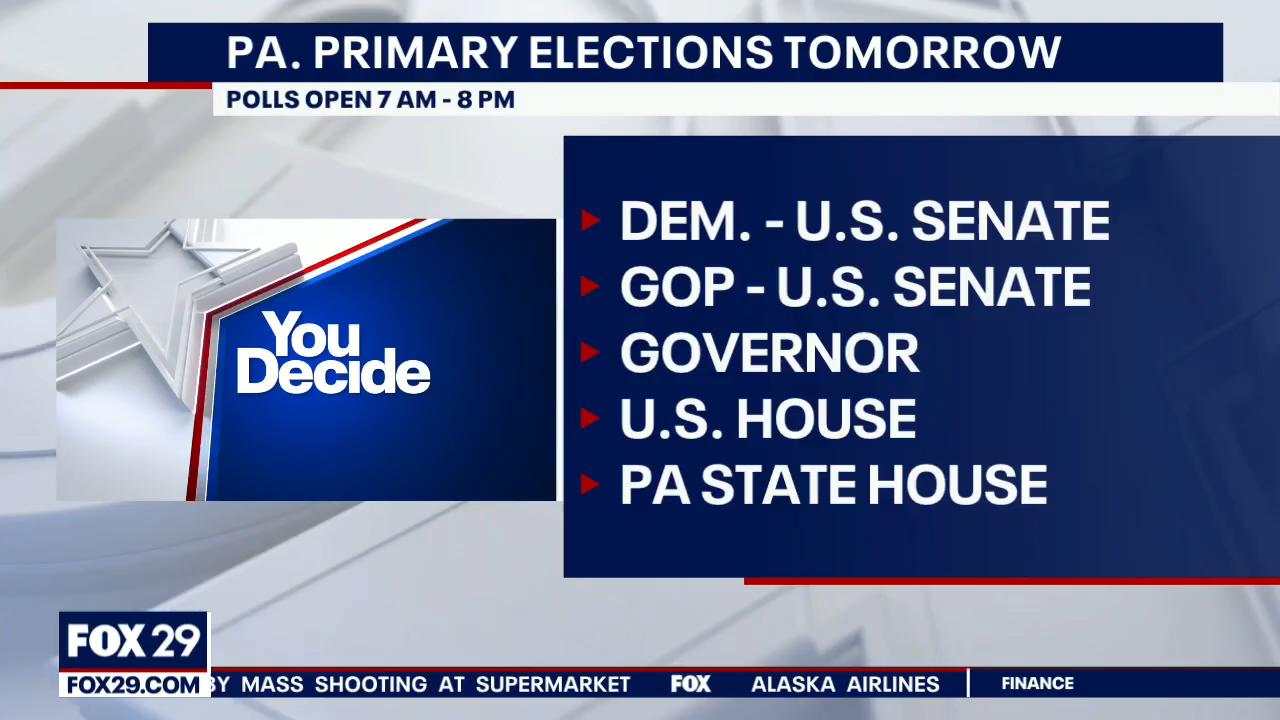 PA. PRIMARY ELECTIONS TOMORROW
POLLS OPEN 7 AM - 8 PM
DEM. - U.S. SENATE
GOP - U.S. SENATE
GOVERNOR
U.S. HOUSE
PA STATE HOUSE
You
Decide
FOX 29
FOX29.COM
BY MASS SHOOTING AT SUPERMARKET FOX ALASKA AIRLINES FINANCE